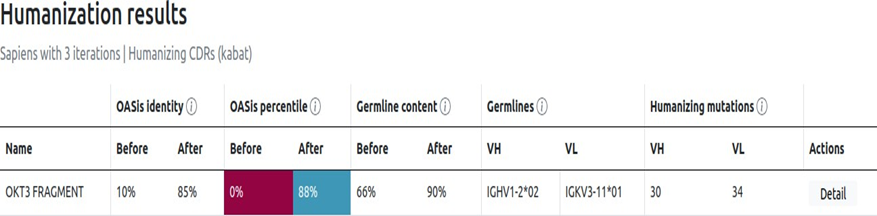 Humanization results
Sapiens with 3 iterations | Humanizing CDRs (kabat)
OASis identity i OASis percentile i Germline content i Germlines i Humanizing mutations i
Name Before After Before After Before After VH VL VH VL Actions
OKT3 FRAGMENT 10% 85% 0% 88% 66% 90% IGHV1-2*02 IGKV3-11*01 30 34 Detail